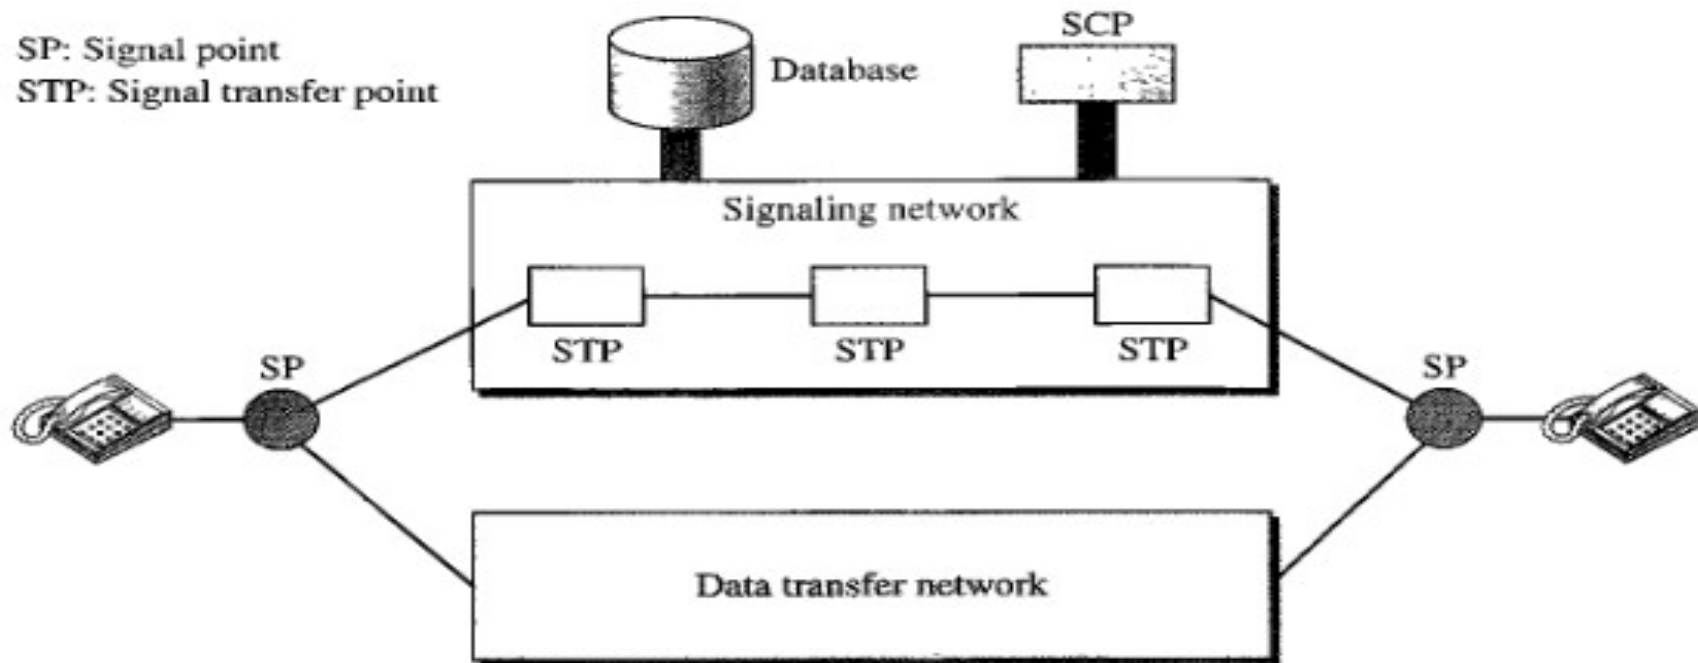 SP: Signal point
STP: Signal transfer point
Database
SCP
Signaling network
STP
STP
STP
SP
SP
Data transfer network